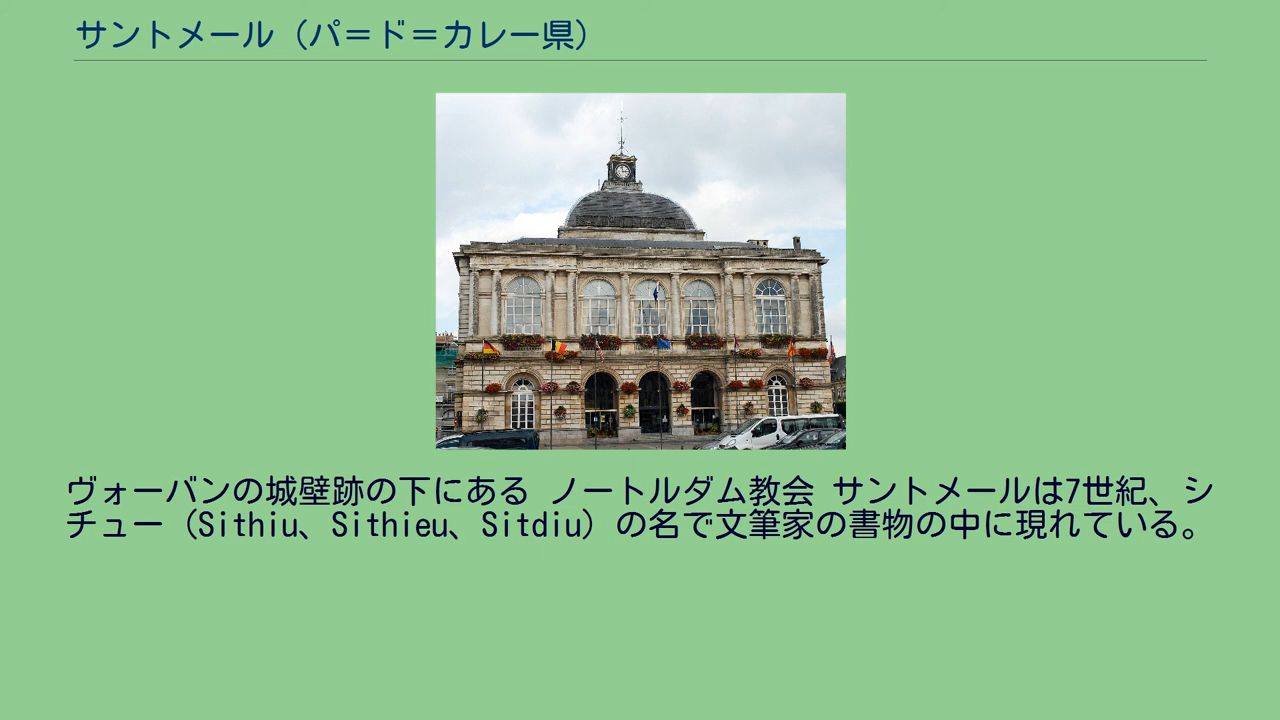 サントメール（パ＝ド＝カレー県）
ヴォーバンの城壁跡の下にある ノートルダム教会 サントメールは7世紀、シ
チュー（Sithiu、Sithieu、Sitdiu）の名で文筆家の書物の中に現れている。